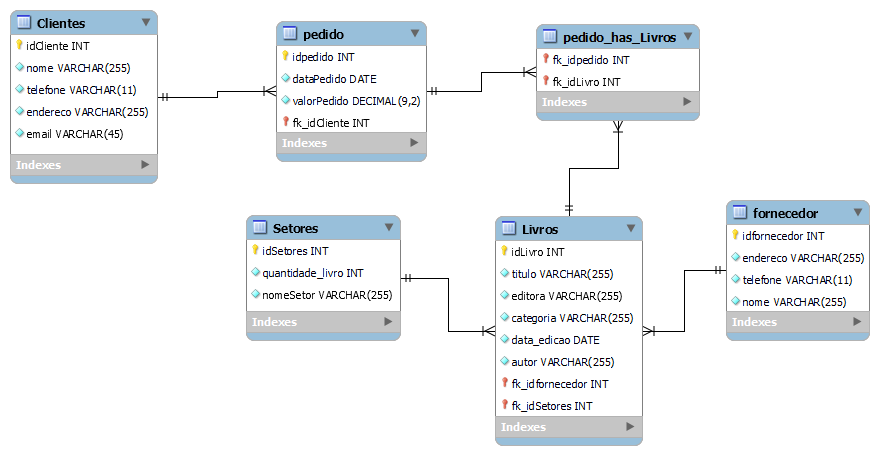 Clientes
idCliente INT
nome VARCHAR(255)
telefone VARCHAR(11)
endereco VARCHAR(255)
email VARCHAR(45)
Indexes
pedido
idpedido INT
dataPedido DATE
valorPedido DECIMAL(9,2)
fk_idCliente INT
Indexes
pedido_has_Livros
fk_idpedido INT
fk_idLivro INT
Indexes
Setores
idSetores INT
quantidade_livro INT
nomeSetor VARCHAR(255)
Indexes
Livros
idLivro INT
titulo VARCHAR(255)
editora VARCHAR(255)
categoria VARCHAR(255)
data_edicao DATE
autor VARCHAR(255)
fk_idfornecedor INT
fk_idSetores INT
Indexes
fornecedor
idfornecedor INT
endereco VARCHAR(255)
telefone VARCHAR(11)
nome VARCHAR(255)
Indexes